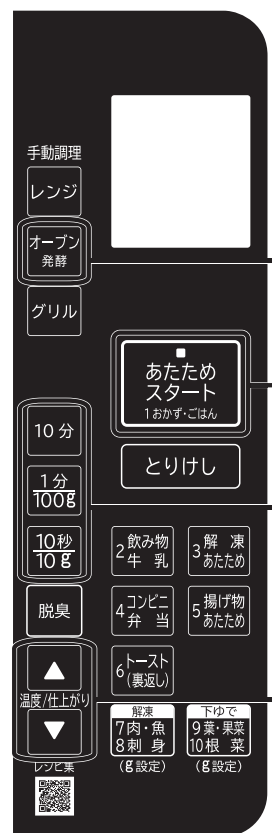 手動調理
レンジ
オーブン
発酵
グリル
あたため
スタート
1おかず・ごはん
とりけし
10分
1分
100g
10秒
10g
脱臭
温度/仕上がり
2飲み物
牛乳
3解凍
あたため
4コンビニ
弁当
5揚げ物
あたため
6トースト
(裏返し)
解凍
7肉・魚
8刺身
(g設定)
下ゆで
9葉・果菜
10根菜
(g設定)
レシピ集